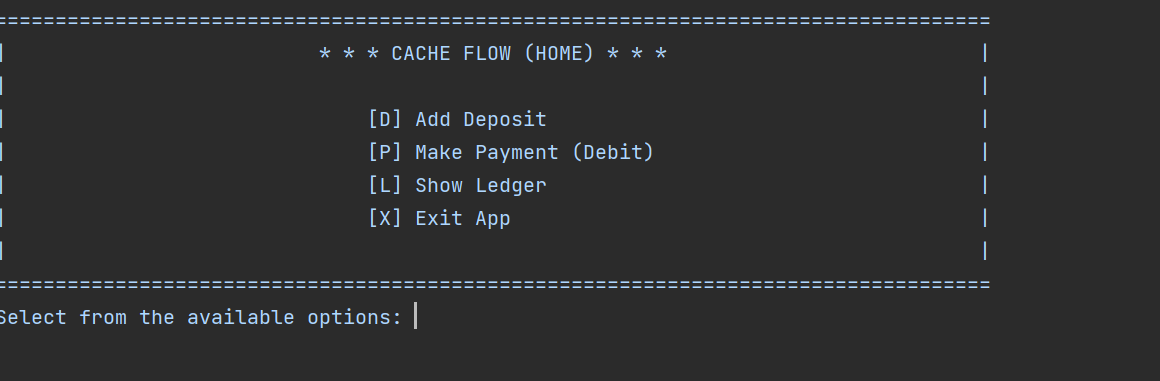 ===================================================================================
| * * * CACHE FLOW (HOME) * * * |
| |
| [D] Add Deposit |
| [P] Make Payment (Debit) |
| [L] Show Ledger |
| [X] Exit App |
| |
===================================================================================
Select from the available options: